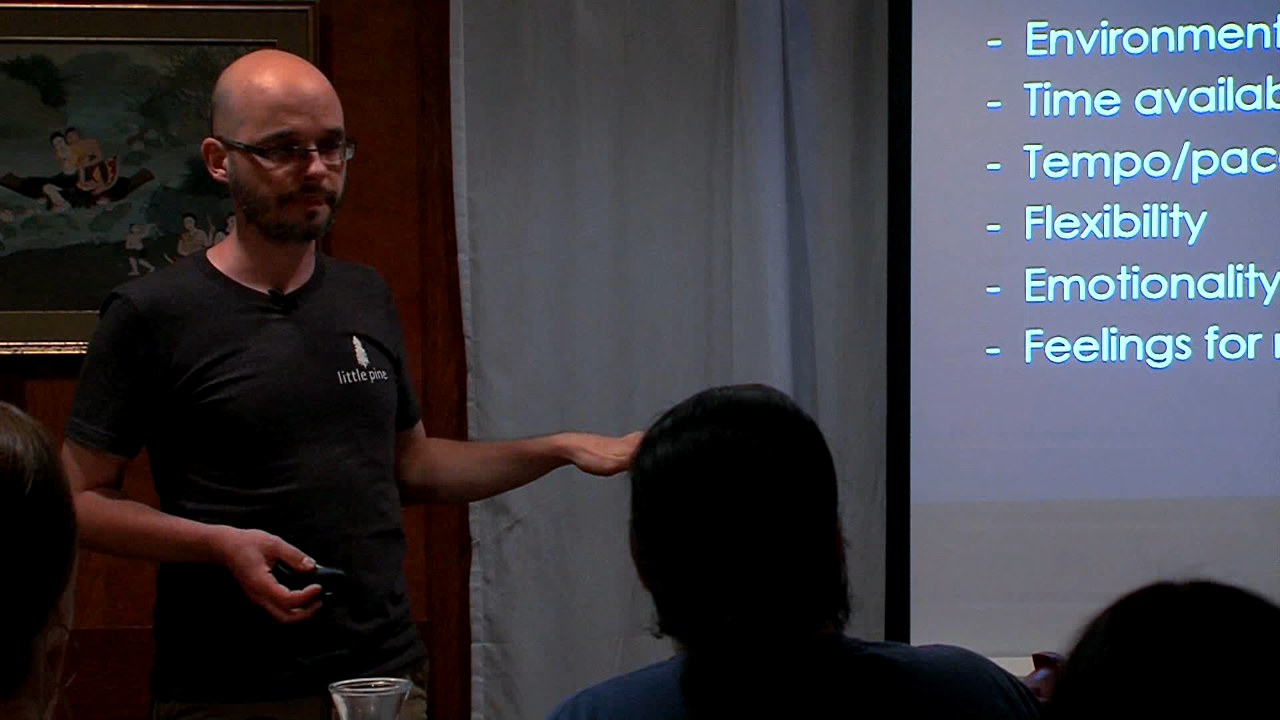 - Environment
- Time availab
- Tempo/pac
- Flexibility
- Emotionality
- Feelings for
little pine